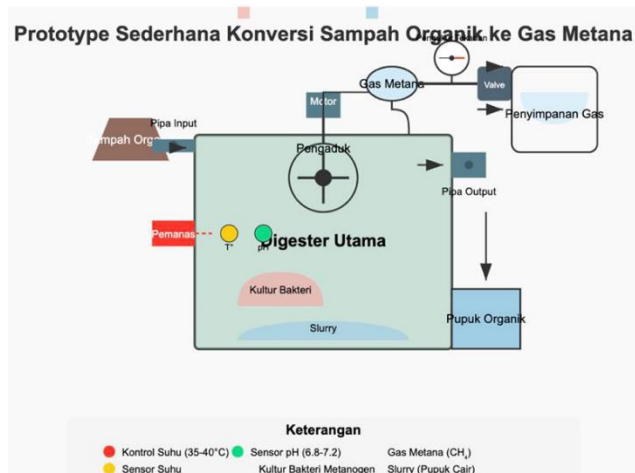 Prototype Sederhana Konversi Sampah Organik ke Gas Metana
Gas Metana
Valve
Motor
Penyimpanan Gas
Pipa Input
Sampah Orga
Pengaduk
Pipa Output
Pemanas
T°
pH
Digester Utama
Kultur Bakteri
Pupuk Organik
Slurry
Keterangan
Kontrol Suhu (35-40°C)
Sensor pH (6.8-7.2)
Gas Metana (CH₄)
Sensor Suhu
Kultur Bakteri Metanogen
Slurry (Pupuk Cair)